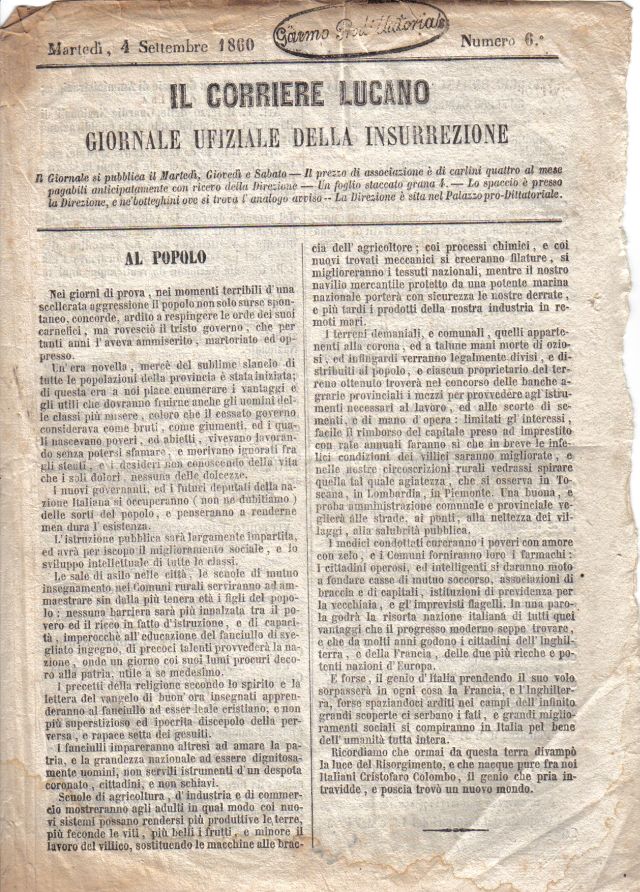 Martedì, 4 Settembre 1860
Numero 6.°
IL CORRIERE LUCANO
GIORNALE UFIZIALE DELLA INSURREZIONE
Il Giornale si pubblica il Martedì, Giovedì e Sabato — Il prezzo di associazione è di carlini quattro al mese
pagabili anticipatamente con ricevo della Direzione — Un foglio staccato grana 4. — Lo spaccio è presso
la Direzione, e ne' botteghini ove si trova l' analogo avviso -- La Direzione è sita nel Palazzo pro-Dittatoriale.
AL POPOLO
Nei giorni di prova, nei momenti terribili d'una
scellerata aggressione il popolo non solo surse spon-
taneo, concorde, ardito a respingere le orde dei suoi
carnefici, ma rovesciò il tristo governo, che per
tanti anni l' aveva ammiserito, martoriato ed op-
presso.
Un'era novella, mercè del sublime slancio di
tutte le popolazioni della provincia è stata iniziata;
di questa era a noi piace enumerare i vantaggi e
gli utili che dovranno fruirne anche gli uomini del-
le classi più misere, coloro che il cessato governo
considerava come bruti, come giumenti, ed i qua-
li nascevano poveri, ed abietti, vivevano lavoran-
do senza potersi sfamare, e morivano ignorati fra
gli stenti, e i desideri non conoscendo della vita
che i soli dolori, nessuna delle dolcezze.
I nuovi governanti, ed i futuri deputati della na-
zione Italiana si occuperanno ( non ne dubitiamo )
delle sorti del popolo, e penseranno a renderne
men dura l' esistenza.
L'istruzione pubblica sarà largamente impartita,
ed avrà per iscopo il miglioramento sociale, e lo
sviluppo intellettuale di tutte le classi.
Le sale di asilo nelle città, le scuole di mutuo
insegnamento nei Comuni rurali serviranno ad am-
maestrare sin dalla più tenera età i figli del popo-
lo; nessuna barriera sarà più innalzata tra il po-
vero ed il ricco in fatto d'istruzione, e di capaci-
tà, imperocchè all'educazione del fanciullo di sve-
gliato ingegno, di precoci talenti provvederà la na-
zione, onde un giorno coi suoi lumi procuri deco-
ro alla patria, utile a se medesimo.
I precetti della religione secondo lo spirito e la
lettera del vangelo di buon' ora insegnati appren-
deranno al fanciullo ad esser leale cristiano, e non
più superstizioso ed ipocrita discepolo della per-
versa, e rapace setta dei gesuiti.
I fanciulli impareranno altresì ad amare la pa-
tria, e la grandezza nazionale ad essere dignitosa-
mente uomini, non servili istrumenti d'un despota
coronato, cittadini, e non schiavi.
Scuole di agricoltura, d' industria e di commer-
cio mostreranno agli adulti in qual modo coi nuo-
vi sistemi possano rendersi più produttive le terre,
più feconde le viti, più belli i frutti, e minore il
lavoro del villico, sostituendo le macchine alle brac-
cia dell' agricoltore; coi processi chimici, e coi
nuovi trovati meccanici si creeranno filature, si
miglioreranno i tessuti nazionali, mentre il nostro
navilio mercantile protetto da una potente marina
nazionale porterà con sicurezza le nostre derrate,
e più tardi i prodotti della nostra industria in re-
moti mari.
I terreni demaniali, e comunali, quelli apparte-
nenti alla corona, ed a talune mani morte di ozio-
si, ed infingardi verranno legalmente divisi, e di-
stribuiti al popolo, e ciascun proprietario del ter-
reno ottenuto troverà nel concorso delle banche a-
grarie provinciali i mezzi per provvedere agl' istru-
menti necessari al lavoro, ed alle scorte di se-
menti, e di mano d' opera: limitati gl' interessi,
facile il rimborso del capitale preso ad imprestito
con rate annali faranno sì che in breve le infe-
lici condizioni dei villici saranno migliorate, e
nelle nostre circoscrizioni rurali vedrassi spirare
quella tal quale agiatezza, che si osserva in To-
scana, in Lombardia, in Piemonte. Una buona, e
proba amministrazione comunale e provinciale ve-
glierà alle strade, ai ponti, alla nettezza dei vil-
laggi, alla salubrità pubblica.
I medici condotteti coreranno i poveri con amore
con zelo, e i Comuni forniranno loro i farmachi:
i cittadini operosi, ed intelligenti si daranno moto
a fondare casse di mutuo soccorso, associazioni di
braccia e di capitali, istituzioni di previdenza per
la vecchiaia, e gl' imprevisti flagelli. In una paro-
la godrà la risorta nazione italiana di tutti quei
vantaggi che il progresso moderno seppe trovare,
e che da molti anni godono i cittadini dell' Inghil-
terra, e della Francia, delle due più ricche e po-
tenti nazioni d' Europa.
E forse, il genio d' Italia prendendo il suo volo
sorpasserà in ogni cosa la Francia, e l'Inghilter-
ra, forse spaziandoci arditi nei campi dell' infinito
grandi scoperte ci serbano i fati, e grandi miglio-
ramenti sociali si compiranno in Italia pel bene
dell' umanità tutta intera.
Ricordiamo che ormai da questa terra divampò
la luce del Risorgimento, e che nacque pure fra noi
Italiani Cristofaro Colombo, il genio che pria in-
travidde, e poscia trovò un nuovo mondo.